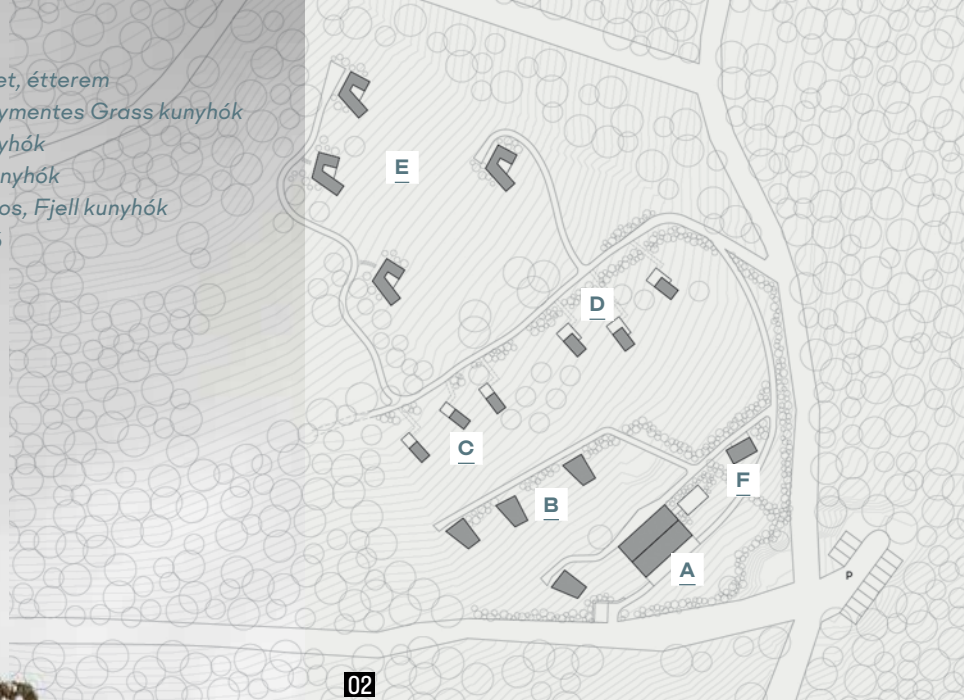 et, étterem
ymentes Grass kunyhók
yhók
nyhók
os, Fjell kunyhók
E
D
C
B
F
A
P
02